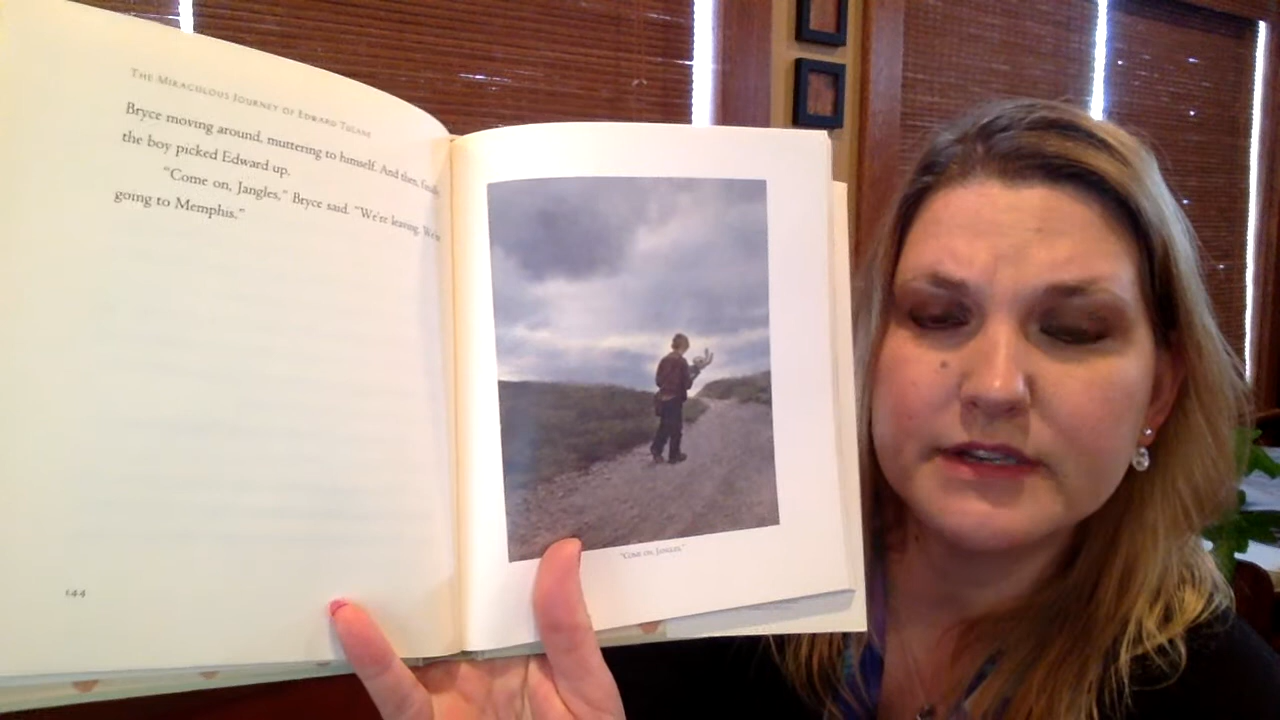 THE MIRACULOUS JOURNEY OF EDWARD TULANE
Bryce moving around, muttering to himself. And then, finally
the boy picked Edward up.
"Come on, Jangles," Bryce said. "We're leaving. We're
going to Memphis."
144
"COME ON, JANGLES."